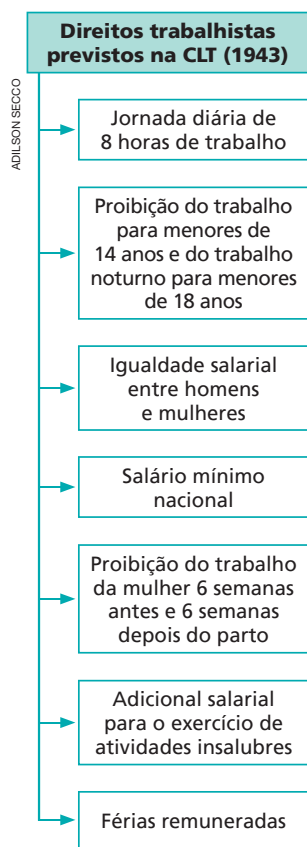 Direitos trabalhistas
previstos na CLT (1943)
ADILSON SECCO
Jornada diária de
8 horas de trabalho
Proibição do trabalho
para menores de
14 anos e do trabalho
noturno para menores
de 18 anos
Igualdade salarial
entre homens
e mulheres
Salário mínimo
nacional
Proibição do trabalho
da mulher 6 semanas
antes e 6 semanas
depois do parto
Adicional salarial
para o exercício de
atividades insalubres
Férias remuneradas